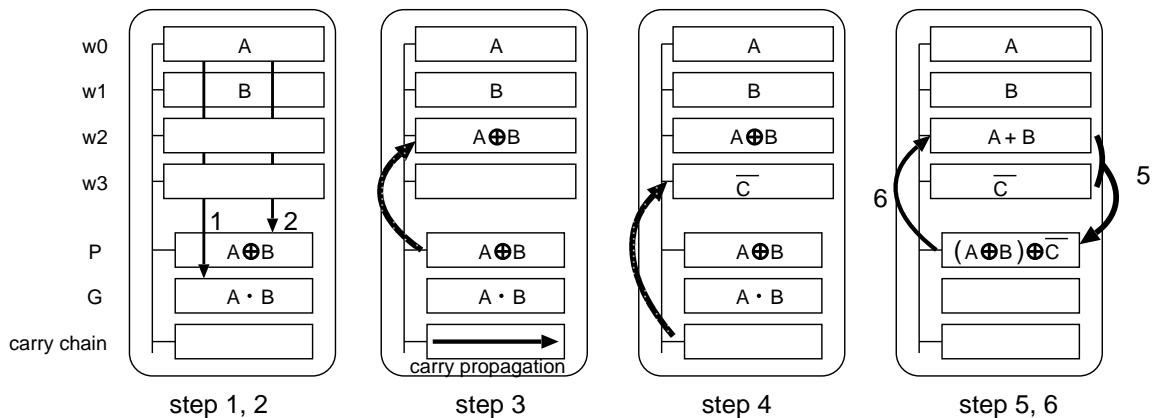 w0 A A A A
w1 B B B B
w2 A⊕B A⊕B A + B
w3 C̅ C̅
1 2 6 5
P A⊕B A⊕B A⊕B (A⊕B)⊕C̅
G A · B A · B A · B
carry chain
carry propagation
step 1, 2 step 3 step 4 step 5, 6